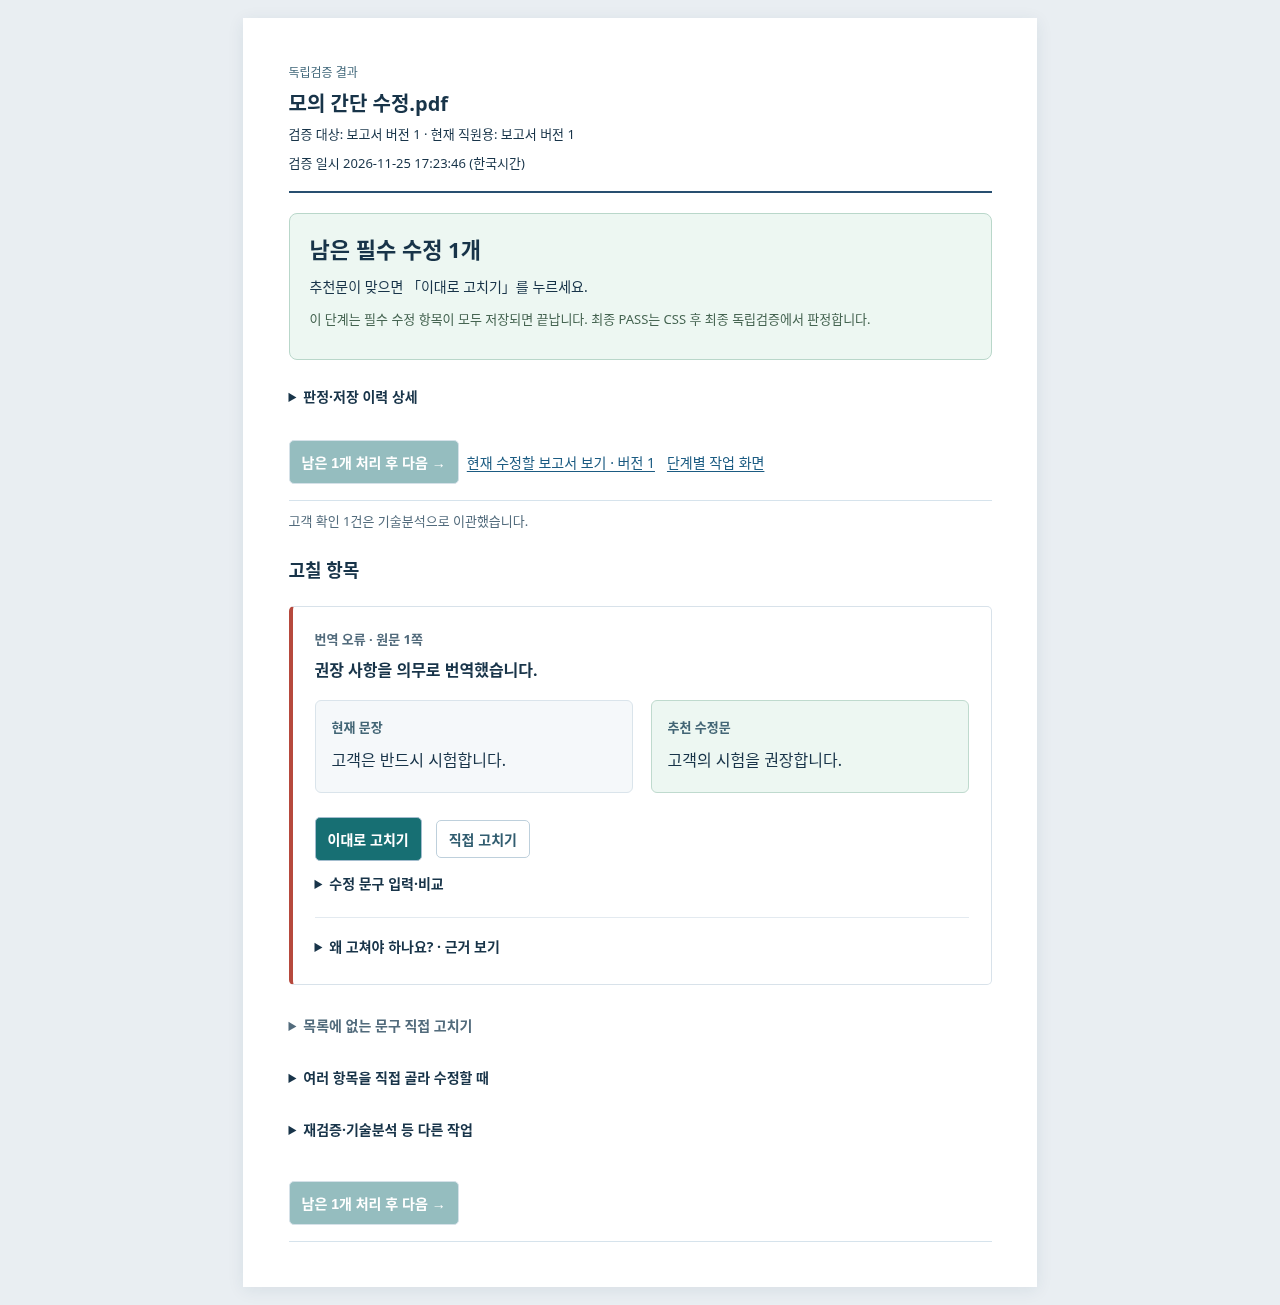 독립검증 결과
모의 간단 수정.pdf
검증 대상: 보고서 버전 1 · 현재 직원용: 보고서 버전 1
검증 일시 2026-11-25 17:23:46 (한국시간)
남은 필수 수정 1개
추천문이 맞으면 「이대로 고치기」를 누르세요.
이 단계는 필수 수정 항목이 모두 저장되면 끝납니다. 최종 PASS는 CSS 후 최종 독립검증에서 판정합니다.
▶ 판정·저장 이력 상세
남은 1개 처리 후 다음 → 현재 수정할 보고서 보기 · 버전 1 단계별 작업 화면
고객 확인 1건은 기술분석으로 이관했습니다.
고칠 항목
번역 오류 · 원문 1쪽
권장 사항을 의무로 번역했습니다.
현재 문장
고객은 반드시 시험합니다.
추천 수정문
고객의 시험을 권장합니다.
이대로 고치기 직접 고치기
▶ 수정 문구 입력·비교
▶ 왜 고쳐야 하나요? · 근거 보기
▶ 목록에 없는 문구 직접 고치기
▶ 여러 항목을 직접 골라 수정할 때
▶ 재검증·기술분석 등 다른 작업
남은 1개 처리 후 다음 →